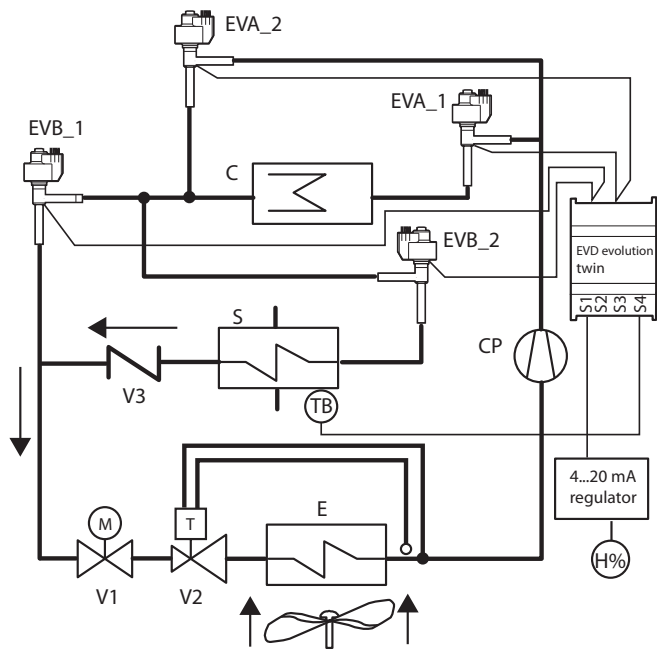 EVA_2
EVA_1
EVB_1
C
EVB_2
EVD evolution
twin
S1
S2
S3
S4
S
CP
V3
TB
4...20 mA
regulator
E
M
T
H%
V1
V2